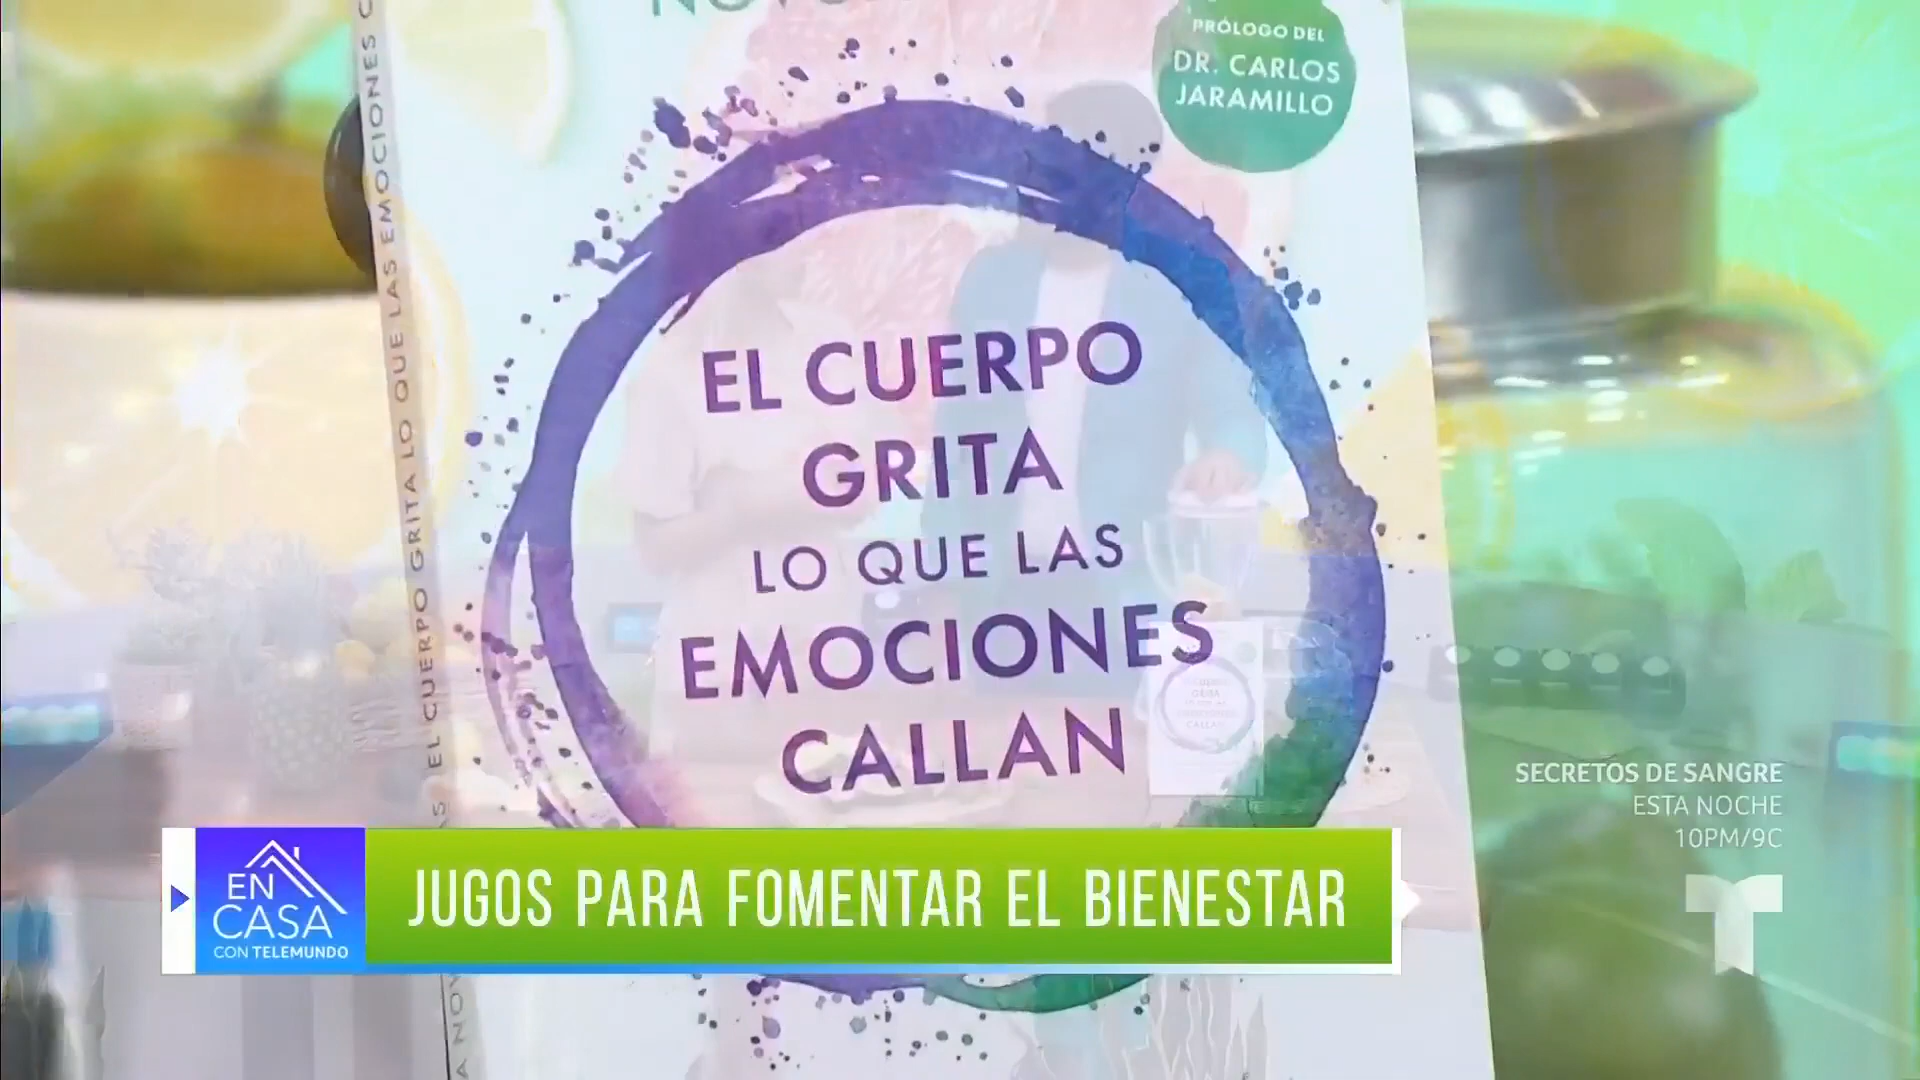 PRÓLOGO DEL
DR. CARLOS
JARAMILLO
EL CUERPO
GRITA
LO QUE LAS
EMOCIONES
CALLAN
EL CUERPO GRITA LO QUE LAS EMOCIONES
SECRETOS DE SANGRE
ESTA NOCHE
10PM/9C
EN
CASA
CON TELEMUNDO
JUGOS PARA FOMENTAR EL BIENESTAR